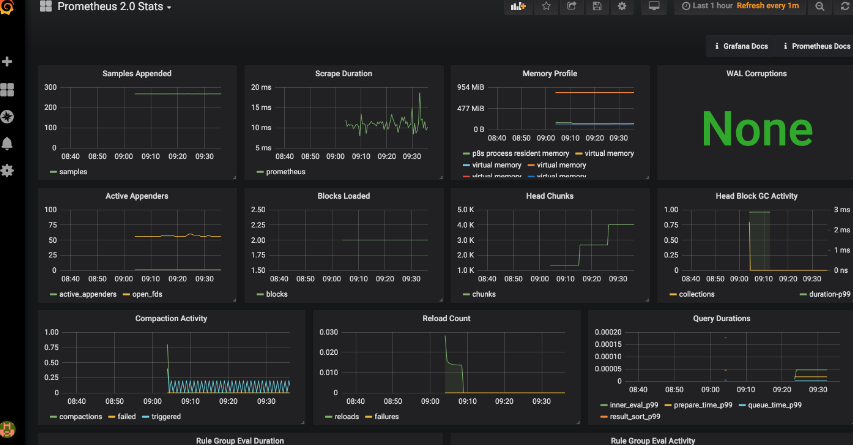 Prometheus 2.0 Stats
Last 1 hour Refresh every 1m
Grafana Docs
Prometheus Docs
Samples Appended
300
200
100
0
08:40 08:50 09:00 09:10 09:20 09:30
samples
Scrape Duration
20 ms
15 ms
10 ms
5 ms
08:40 08:50 09:00 09:10 09:20 09:30
prometheus
Memory Profile
954 MiB
477 MiB
0 B
08:40 08:50 09:00 09:10 09:20 09:30
p8s process resident memory virtual memory
virtual memory virtual memory
virtual memory virtual memory
WAL Corruptions
None
Active Appenders
100
75
50
25
0
08:40 08:50 09:00 09:10 09:20 09:30
active_appenders open_fds
Blocks Loaded
2.50
2.25
2.00
1.75
1.50
08:40 08:50 09:00 09:10 09:20 09:30
blocks
Head Chunks
5.0 K
4.0 K
3.0 K
2.0 K
1.0 K
08:40 08:50 09:00 09:10 09:20 09:30
chunks
Head Block GC Activity
1.00
0.75
0.50
0.25
0
3 ms
2 ms
1 ms
0 ns
08:40 08:50 09:00 09:10 09:20 09:30
collections duration-p99
Compaction Activity
1.00
0.75
0.50
0.25
0
08:40 08:50 09:00 09:10 09:20 09:30
compactions failed triggered
Reload Count
0.030
0.020
0.010
0
08:40 08:50 09:00 09:10 09:20 09:30
reloads failures
Query Durations
0.00020
0.00015
0.00010
0.00005
0
08:40 08:50 09:00 09:10 09:20 09:30
inner_eval_p99 prepare_time_p99 queue_time_p99
result_sort_p99
Rule Group Eval Duration
Rule Group Eval Activity